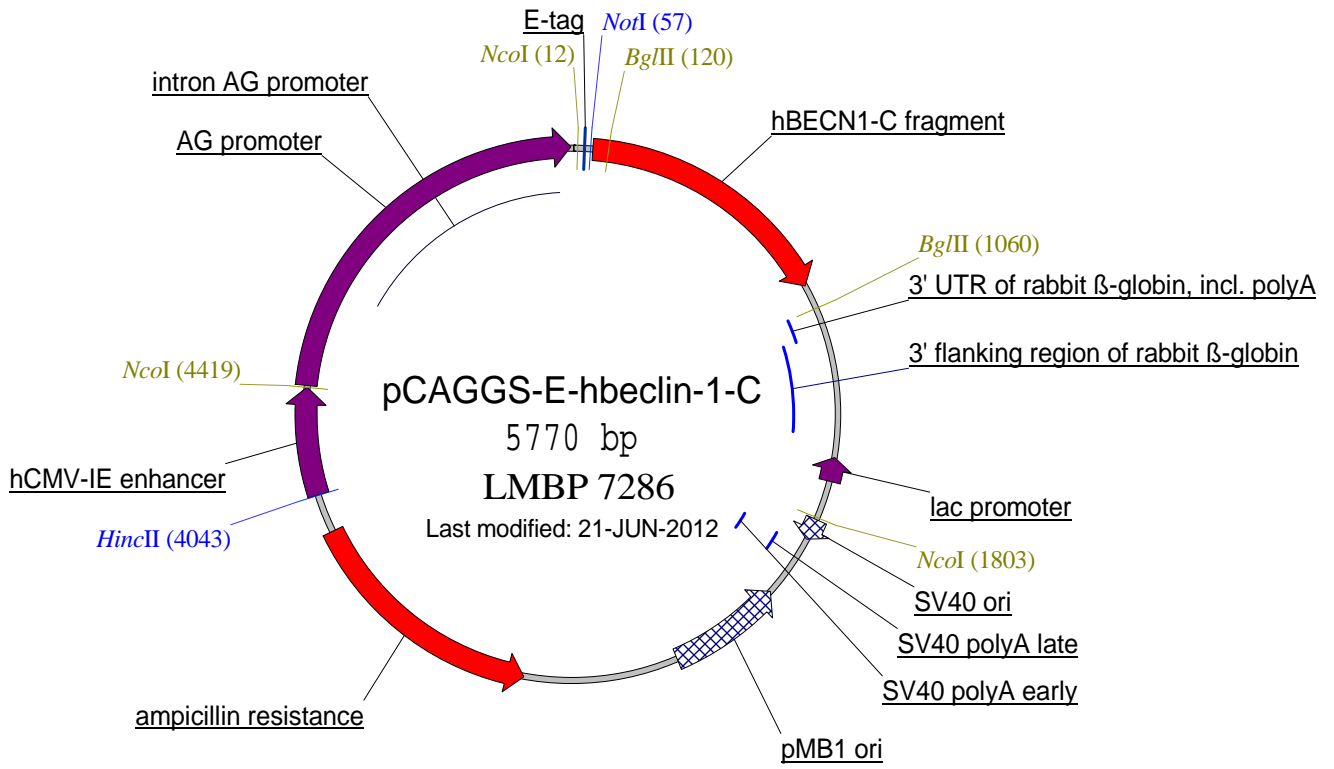 E-tag
NotI (57)
NcoI (12)
BglII (120)
intron AG promoter
hBECN1-C fragment
AG promoter
BglII (1060)
3' UTR of rabbit ß-globin, incl. polyA
3' flanking region of rabbit ß-globin
NcoI (4419)
pCAGGS-E-hbeclin-1-C
5770 bp
LMBP 7286
Last modified: 21-JUN-2012
hCMV-IE enhancer
lac promoter
HincII (4043)
NcoI (1803)
SV40 ori
SV40 polyA late
SV40 polyA early
ampicillin resistance
pMB1 ori